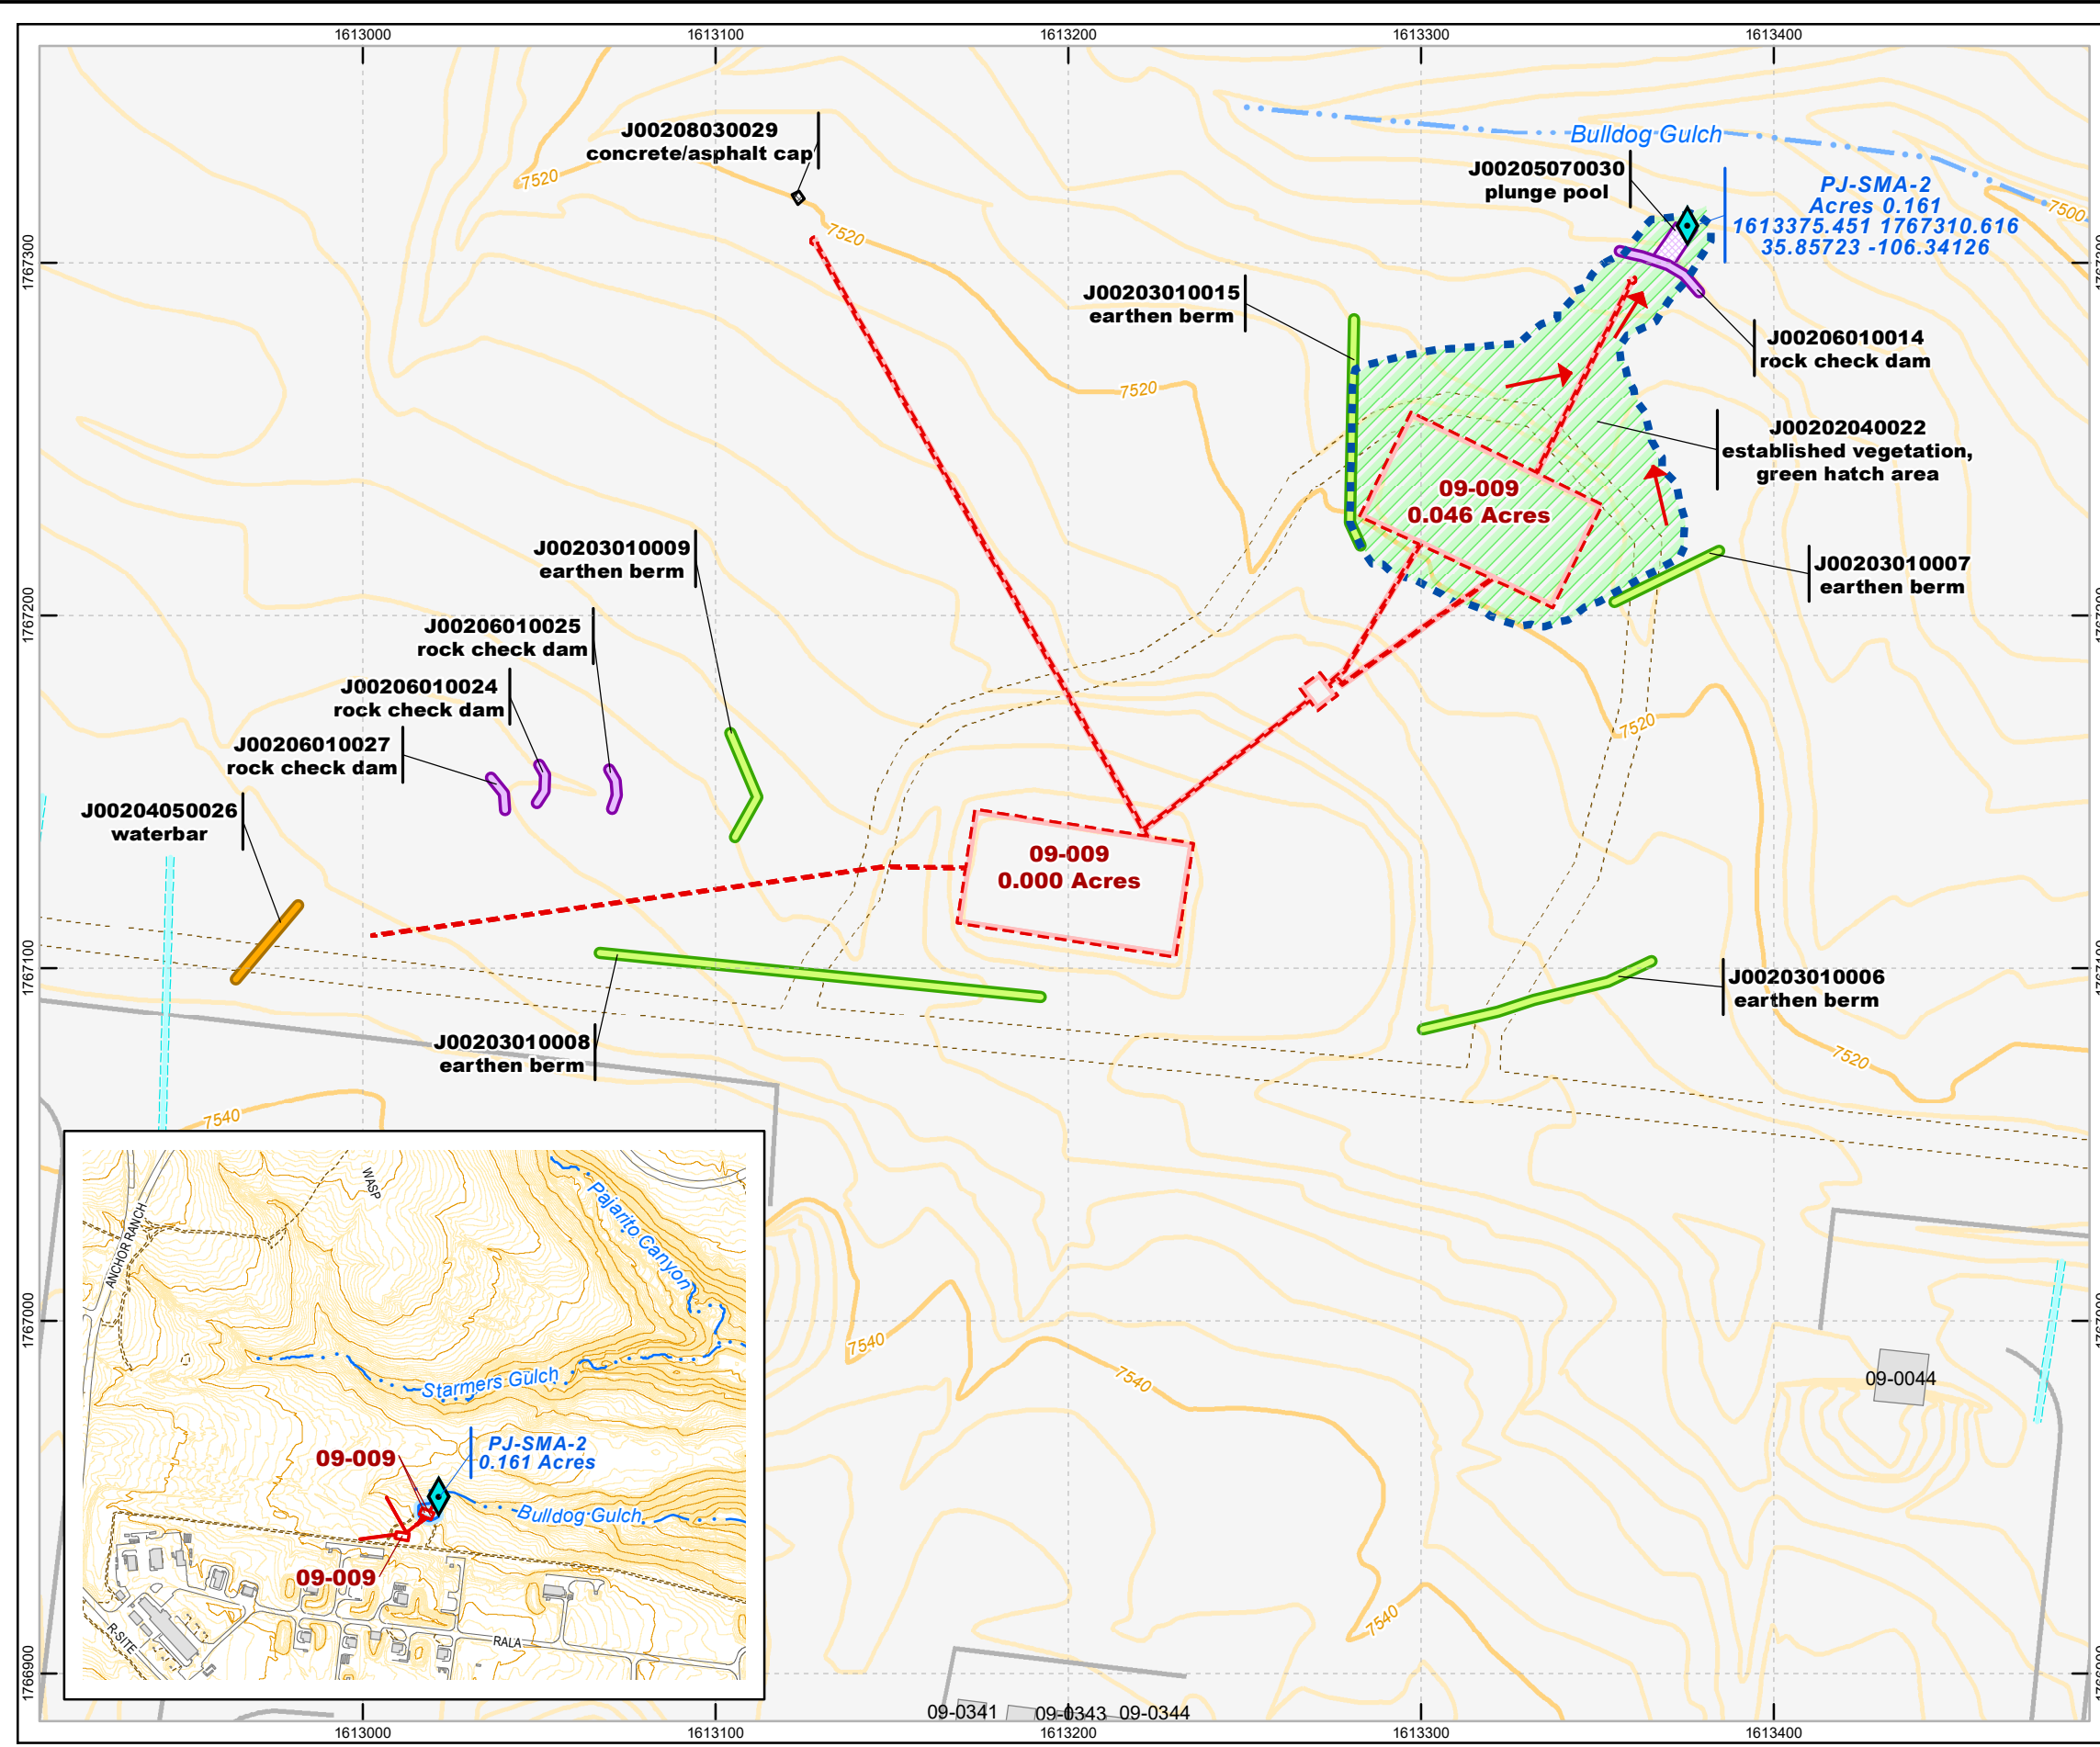 1613000
1613100
1613200
1613300
1613400
J00208030029
concrete/asphalt cap
Bulldog Gulch
J00205070030
plunge pool
PJ-SMA-2
Acres 0.161
1613375.451 1767310.616
35.85723 -106.34126
7520
7500
7520
1767300
1767300
J00203010015
earthen berm
J00206010014
rock check dam
7520
J00202040022
established vegetation,
green hatch area
09-009
0.046 Acres
J00203010009
earthen berm
J00203010007
earthen berm
1767200
1767200
J00206010025
rock check dam
J00206010024
rock check dam
7520
J00206010027
rock check dam
J00204050026
waterbar
09-009
0.000 Acres
1767100
1767100
J00203010006
earthen berm
J00203010008
earthen berm
7520
7540
WASP
ANCHOR RANCH
Pajarito Canyon
Starmers Gulch
PJ-SMA-2
0.161 Acres
09-009
Bulldog Gulch
09-009
R-SITE
RALA
1767000
1767000
7540
7540
09-0044
7540
1766900
1766900
09-0341
09-0343
09-0344
1613000
1613100
1613200
1613300
1613400